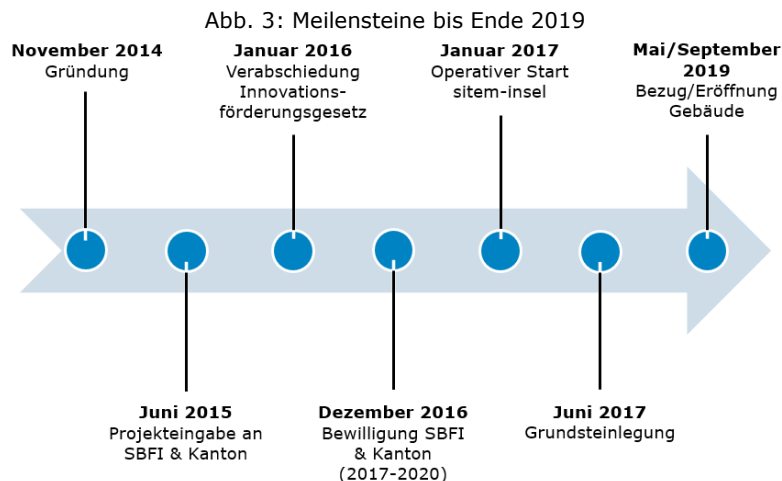 Abb. 3: Meilensteine bis Ende 2019
November 2014
Gründung
Januar 2016
Verabschiedung
Innovations-
förderungsgesetz
Januar 2017
Operativer Start
sitem-insel
Mai/September
2019
Bezug/Eröffnung
Gebäude
Juni 2015
Projekteingabe an
SBFI & Kanton
Dezember 2016
Bewilligung SBFI
& Kanton
(2017-2020)
Juni 2017
Grundsteinlegung